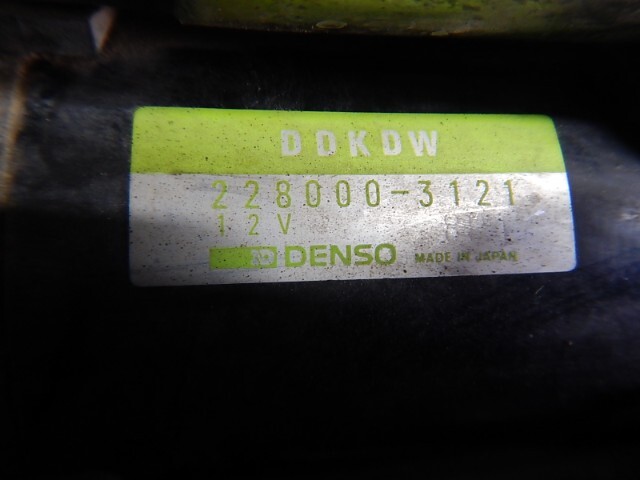 DDKDW
228000-3121
12V
DENSO MADE IN JAPAN